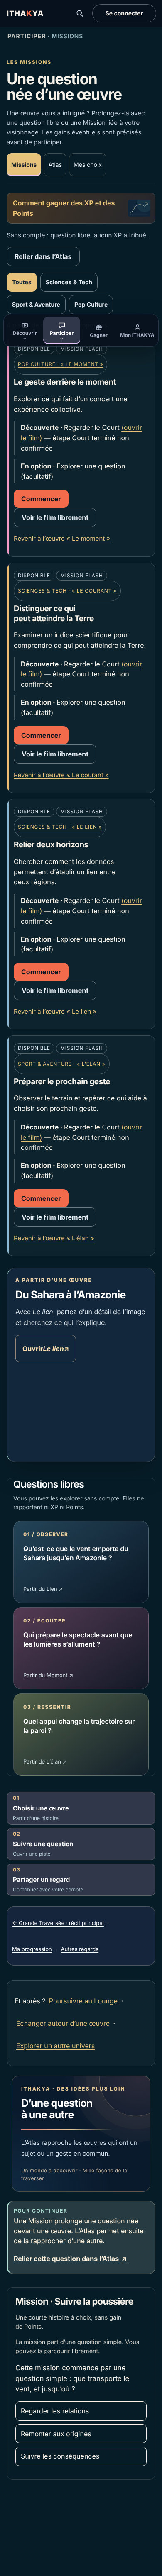 ITHAKYA
Se connecter
PARTICIPER · MISSIONS
LES MISSIONS
Une question
née d’une œuvre
Une œuvre vous a intrigué ? Prolongez-la avec
une question libre ou une Mission liée à votre
visionnage. Les gains éventuels sont précisés
avant de participer.
Missions
Atlas
Mes choix
Comment gagner des XP et des
Points
Sans compte : question libre, aucun XP attribué.
Relier dans l’Atlas
Toutes
Sciences & Tech
Sport & Aventure
Pop Culture
Découvrir
Participer
Gagner
Mon ITHAKYA
DISPONIBLE
MISSION FLASH
POP CULTURE · « LE MOMENT »
Le geste derrière le moment
Explorer ce qui fait d’un concert une
expérience collective.
Découverte · Regarder le Court (ouvrir
le film) — étape Court terminé non
confirmée
En option · Explorer une question
(facultatif)
Commencer
Voir le film librement
Revenir à l’œuvre « Le moment »
DISPONIBLE
MISSION FLASH
SCIENCES & TECH · « LE COURANT »
Distinguer ce qui
peut atteindre la Terre
Examiner un indice scientifique pour
comprendre ce qui peut atteindre la Terre.
Découverte · Regarder le Court (ouvrir
le film) — étape Court terminé non
confirmée
En option · Explorer une question
(facultatif)
Commencer
Voir le film librement
Revenir à l’œuvre « Le courant »
DISPONIBLE
MISSION FLASH
SCIENCES & TECH · « LE LIEN »
Relier deux horizons
Chercher comment les données
permettent d’établir un lien entre
deux régions.
Découverte · Regarder le Court (ouvrir
le film) — étape Court terminé non
confirmée
En option · Explorer une question
(facultatif)
Commencer
Voir le film librement
Revenir à l’œuvre « Le lien »
DISPONIBLE
MISSION FLASH
SPORT & AVENTURE · « L’ÉLAN »
Préparer le prochain geste
Observer le terrain et repérer ce qui aide à
choisir son prochain geste.
Découverte · Regarder le Court (ouvrir
le film) — étape Court terminé non
confirmée
En option · Explorer une question
(facultatif)
Commencer
Voir le film librement
Revenir à l’œuvre « L’élan »
À PARTIR D’UNE ŒUVRE
Du Sahara à l’Amazonie
Avec Le lien, partez d’un détail de l’image
et cherchez ce qui l’explique.
OuvrirLe lien↗
Questions libres
Vous pouvez les explorer sans compte. Elles ne
rapportent ni XP ni Points.
01 / OBSERVER
Qu’est-ce que le vent emporte du
Sahara jusqu’en Amazonie ?
Partir du Lien ↗
02 / ÉCOUTER
Qui prépare le spectacle avant que
les lumières s’allument ?
Partir du Moment ↗
03 / RESSENTIR
Quel appui change la trajectoire sur
la paroi ?
Partir de L’élan ↗
01
Choisir une œuvre
Partir d’une histoire
02
Suivre une question
Ouvrir une piste
03
Partager un regard
Contribuer avec votre compte
← Grande Traversée · récit principal ·
Ma progression · Autres regards
Et après ? Poursuivre au Lounge ·
Échanger autour d’une œuvre ·
Explorer un autre univers
ITHAKYA · DES IDÉES PLUS LOIN
D’une question
à une autre
L’Atlas rapproche les œuvres qui ont un
sujet ou un geste en commun.
Un monde à découvrir · Mille façons de le
traverser
POUR CONTINUER
Une Mission prolonge une question née
devant une œuvre. L’Atlas permet ensuite
de la rapprocher d’une autre.
Relier cette question dans l’Atlas ↗
Mission · Suivre la poussière
Une courte histoire à choix, sans gain
de Points.
La mission part d’une question simple. Vous
pouvez la parcourir librement.
Cette mission commence par une
question simple : que transporte le
vent, et jusqu’où ?
Regarder les relations
Remonter aux origines
Suivre les conséquences